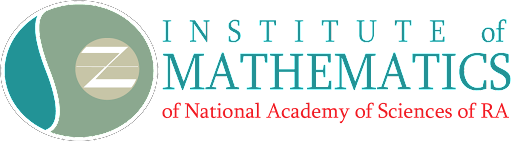 INSTITUTE of
MATHEMATICS
of National Academy of Sciences of RA